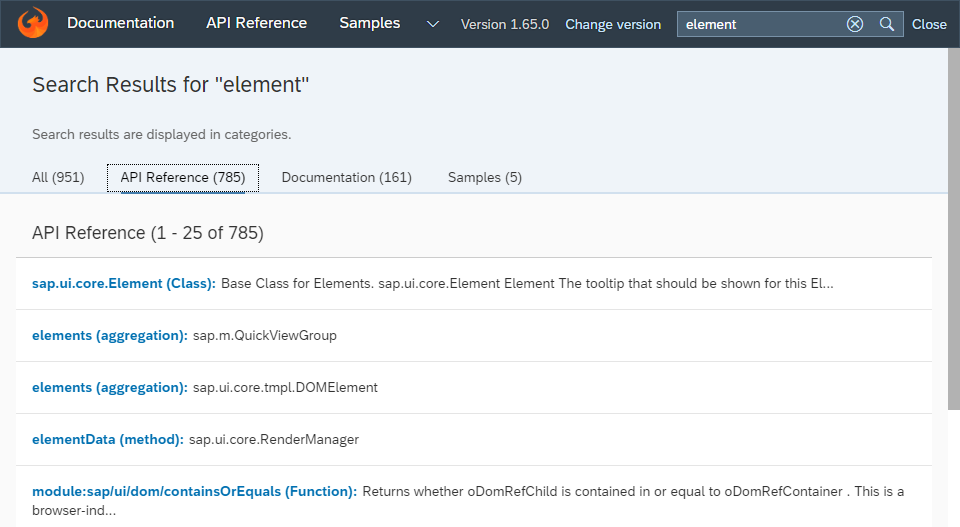 Documentation API Reference Samples Version 1.65.0 Change version element Close
Search Results for "element"
Search results are displayed in categories.
All (951) API Reference (785) Documentation (161) Samples (5)
API Reference (1 - 25 of 785)
sap.ui.core.Element (Class): Base Class for Elements. sap.ui.core.Element Element The tooltip that should be shown for this El...
elements (aggregation): sap.m.QuickViewGroup
elements (aggregation): sap.ui.core.tmpl.DOMElement
elementData (method): sap.ui.core.RenderManager
module:sap/ui/dom/containsOrEquals (Function): Returns whether oDomRefChild is contained in or equal to oDomRefContainer . This is a
browser-ind...